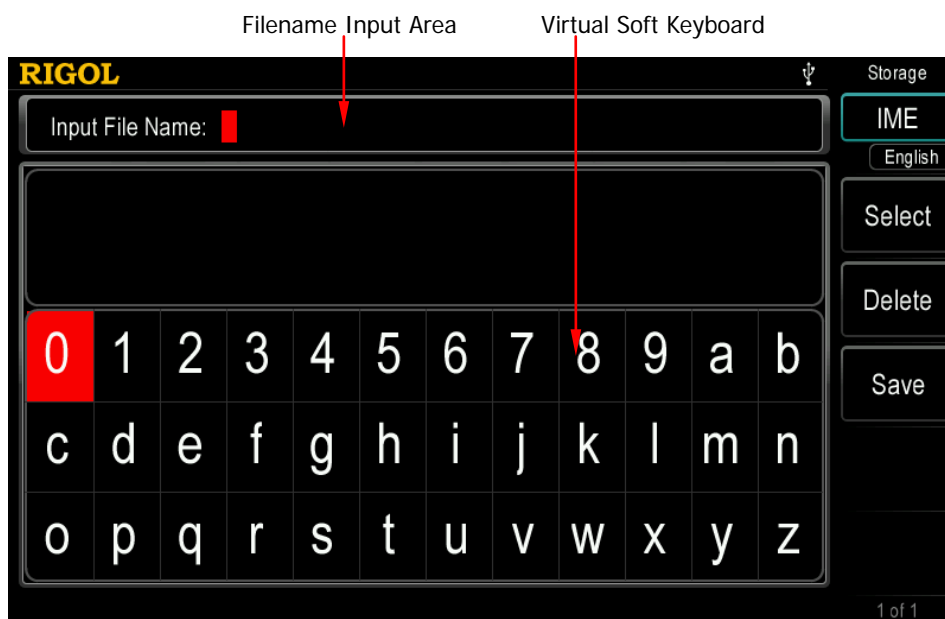 Filename Input Area Virtual Soft Keyboard
RIGOL Storage
Input File Name:
IME
English
Select
Delete
0 1 2 3 4 5 6 7 8 9 a b
Save
c d e f g h i j k l m n
o p q r s t u v w x y z
1 of 1